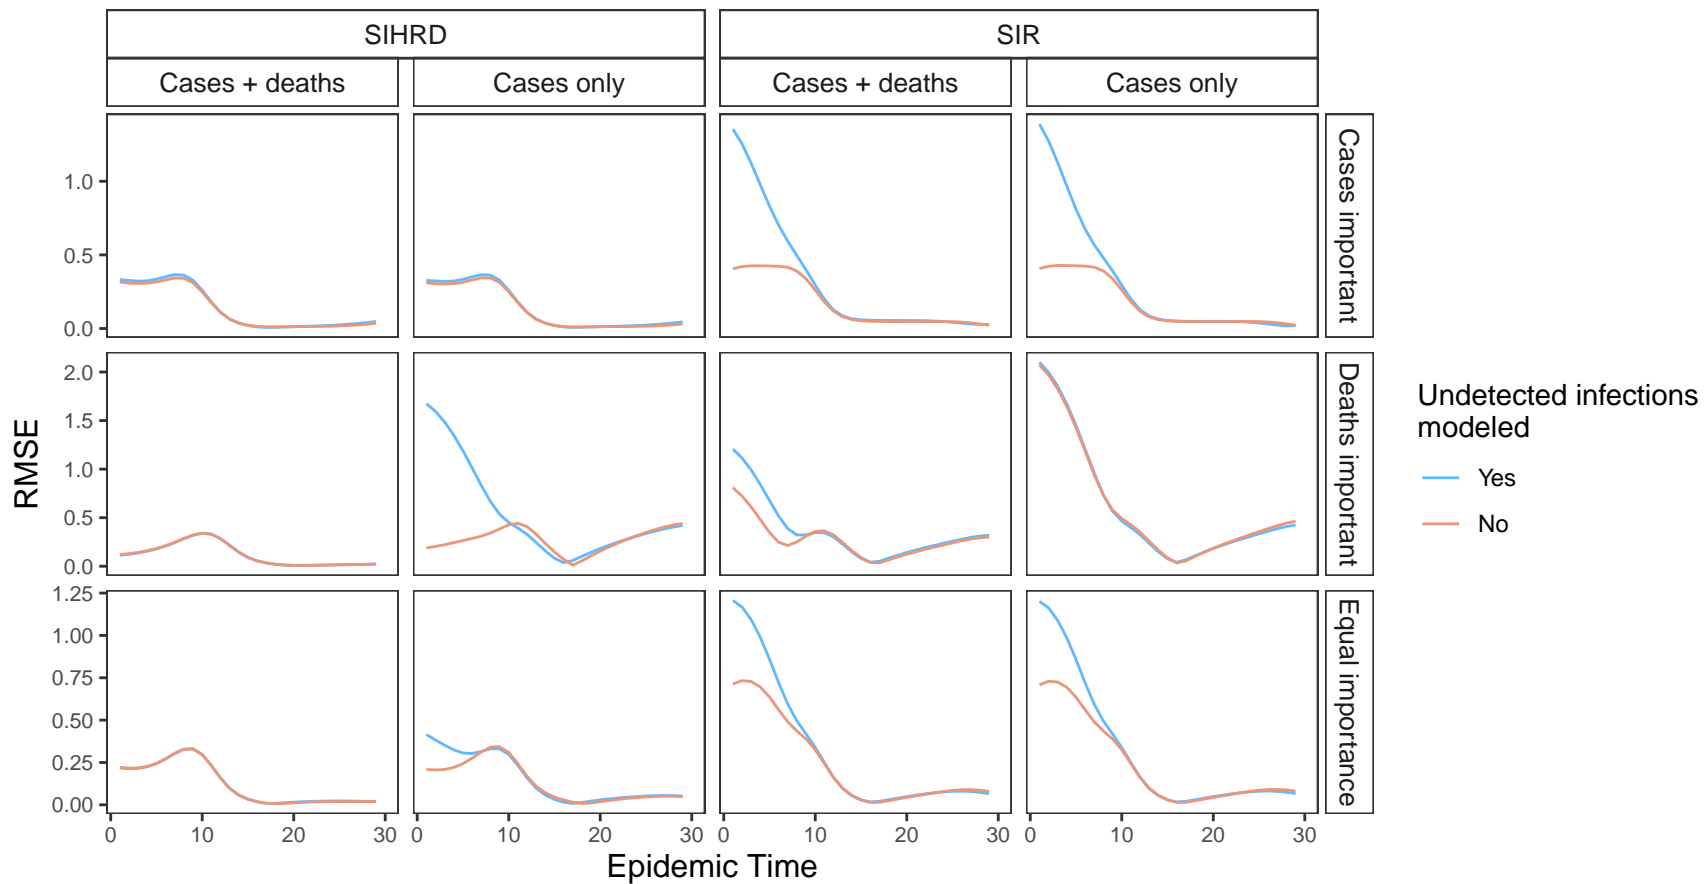 SIHRD
SIR
Cases + deaths
Cases only
Cases + deaths
Cases only
1.0
0.5
0.0
Cases important
2.0
1.5
1.0
0.5
0.0
Deaths important
1.25
1.00
0.75
0.50
0.25
0.00
Equal importance
RMSE
0 10 20 30
0 10 20 30
0 10 20 30
0 10 20 30
Epidemic Time
Undetected infections
modeled
Yes
No